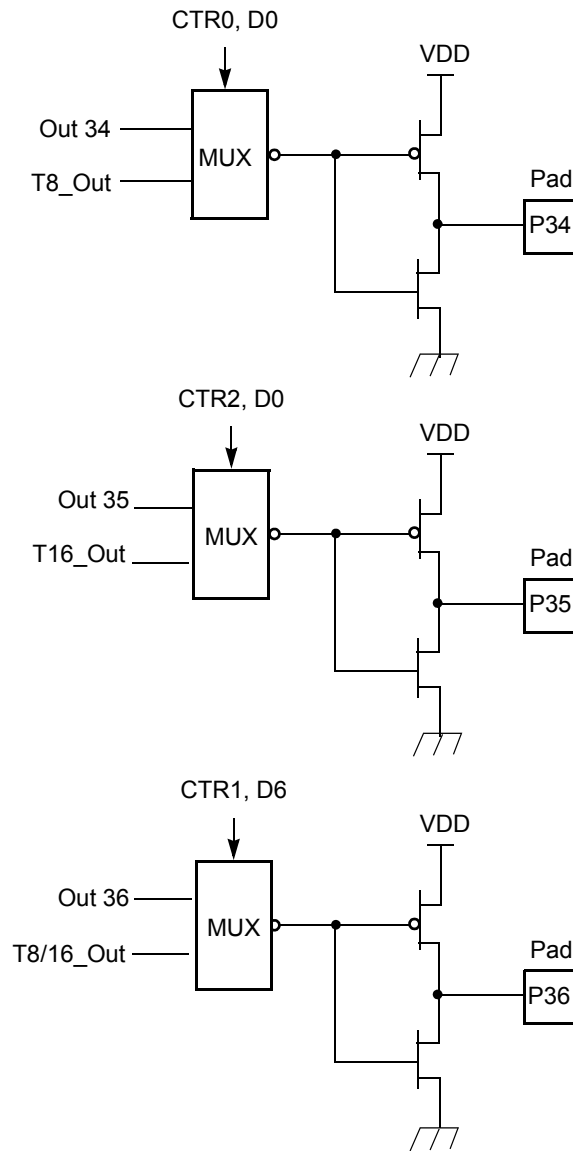 CTR0, D0
VDD
Out 34
MUX
T8_Out
Pad
P34
CTR2, D0
VDD
Out 35
MUX
T16_Out
Pad
P35
CTR1, D6
VDD
Out 36
MUX
T8/16_Out
Pad
P36